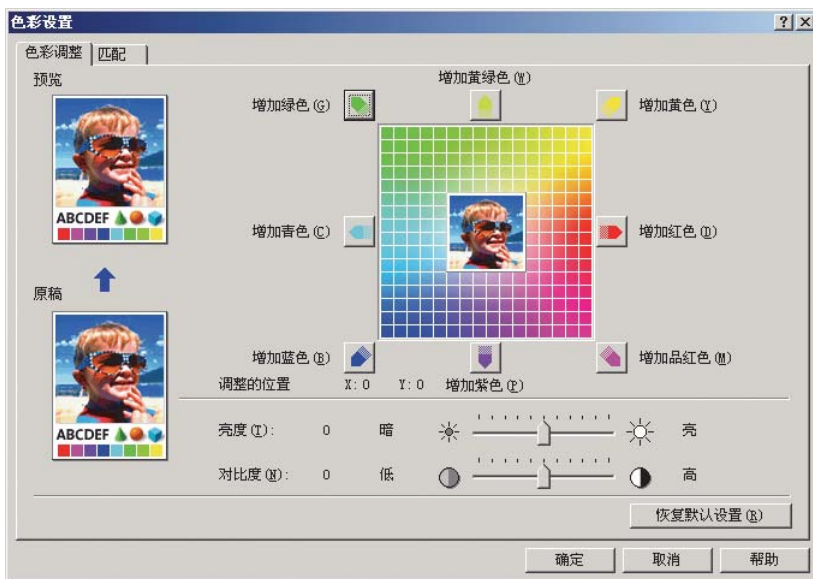 色彩设置
色彩调整 匹配
预览
增加黄绿色(W)
增加绿色(G)
增加黄色(Y)
ABCDEF
增加青色(C)
增加红色(D)
原稿
增加蓝色(B)
增加品红色(M)
调整的位置 X:0 Y:0 增加紫色(P)
ABCDEF
亮度(T): 0 暗 亮
对比度(N): 0 低 高
恢复默认设置(R)
确定 取消 帮助